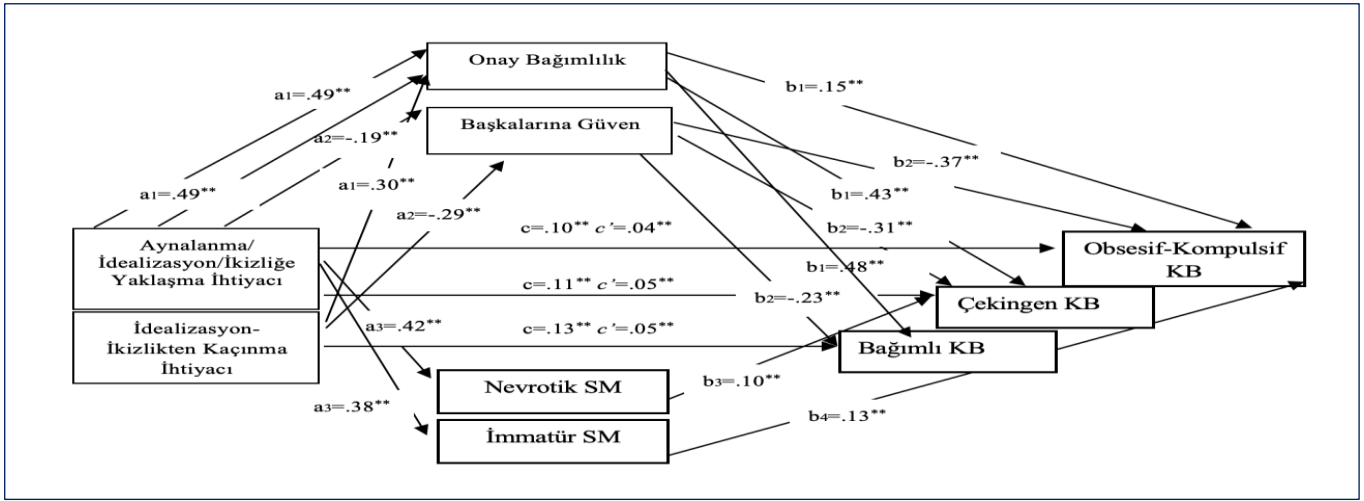 Onay Bağımlılık
a1=.49**
b1=.15**
Başkalarına Güven
a2=-.19**
b2=-.37**
a1=.49**
a1=.30**
b1=.43**
a2=-.29**
b2=-.31**
c=.10** c’=.04**
Aynalanma/
İdealizasyon/İkizliğe
Yaklaşma İhtiyacı
Obsesif-Kompulsif
KB
b1=.48**
c=.11** c’=.05**
b2=-.23**
Çekingen KB
a3=.42**
c=.13** c’=.05**
İdealizasyon-
İkizlikten Kaçınma
İhtiyacı
Bağımlı KB
Nevrotik SM
b3=.10**
a3=.38**
b4=.13**
İmmatür SM